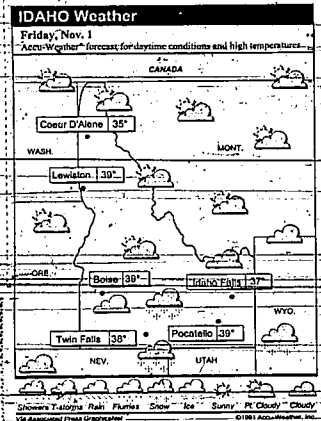 IDAHO Weather
Friday, Nov. 1
Accu-Weather® forecast for daytime conditions and high temperatures
CANADA
Coeur D'Alene 35°
WASH.
MONT.
Lewiston 39°
ORE.
Boise 39°
Idaho Falls 37°
WYO.
Twin Falls 38°
Pocatello 39°
NEV.
UTAH
Showers T-storms Rain Flurries Snow Ice Sunny Pt. Cloudy Cloudy
Via Associated Press GraphicsNet
©1991 Accu-Weather, Inc.